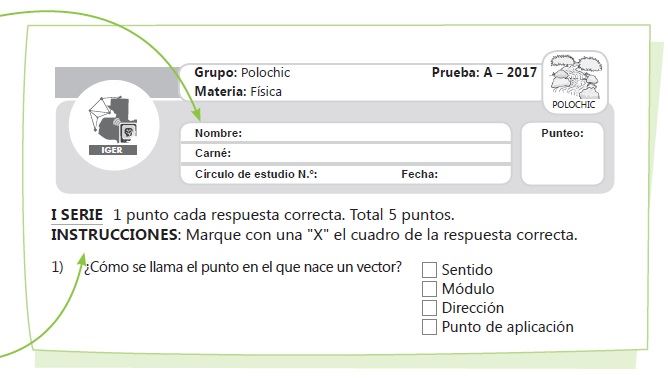 Grupo: Polochic Prueba: A – 2017
Materia: Física
POLOCHIC
IGER
Nombre: Punteo:
Carné:
Círculo de estudio N.º: Fecha:
I SERIE 1 punto cada respuesta correcta. Total 5 puntos.
INSTRUCCIONES: Marque con una "X" el cuadro de la respuesta correcta.
1) ¿Cómo se llama el punto en el que nace un vector? Sentido
Módulo
Dirección
Punto de aplicación